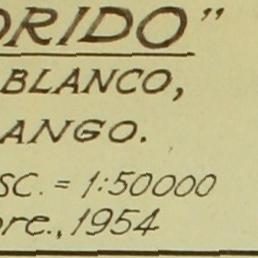 ORIDO"
BLANCO,
ANGO.
SC. = 1:50000
re., 1954